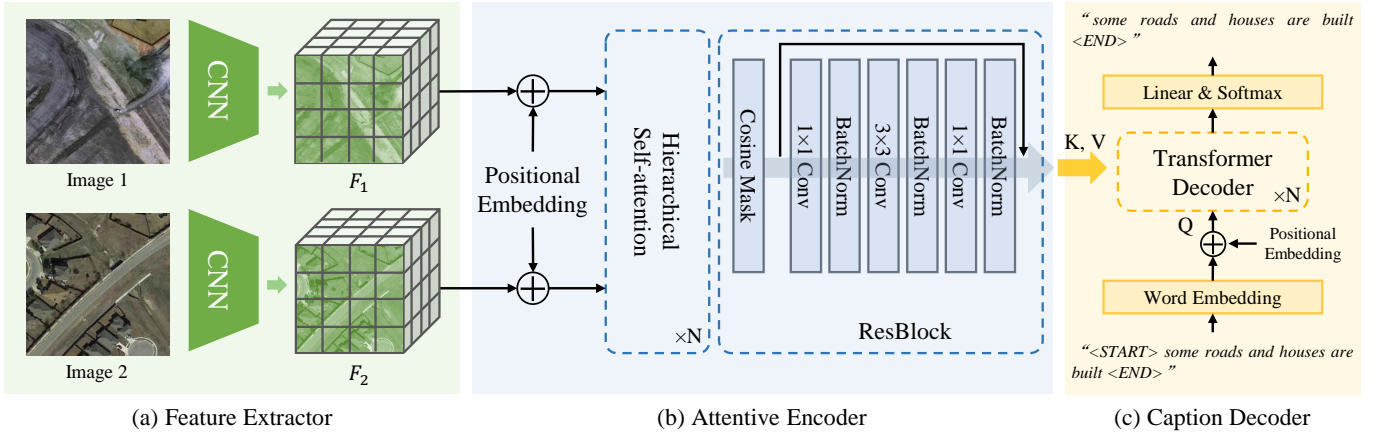 CNN
Image 1
F1
CNN
Image 2
F2
(a) Feature Extractor
Positional
Embedding
Hierarchical
Self-attention
×N
Cosine Mask
1×1 Conv
BatchNorm
3×3 Conv
BatchNorm
1×1 Conv
BatchNorm
ResBlock
(b) Attentive Encoder
“some roads and houses are built
<END>”
Linear & Softmax
K, V
Transformer
Decoder
×N
Q
Positional
Embedding
Word Embedding
“<START> some roads and houses are
built <END>”
(c) Caption Decoder